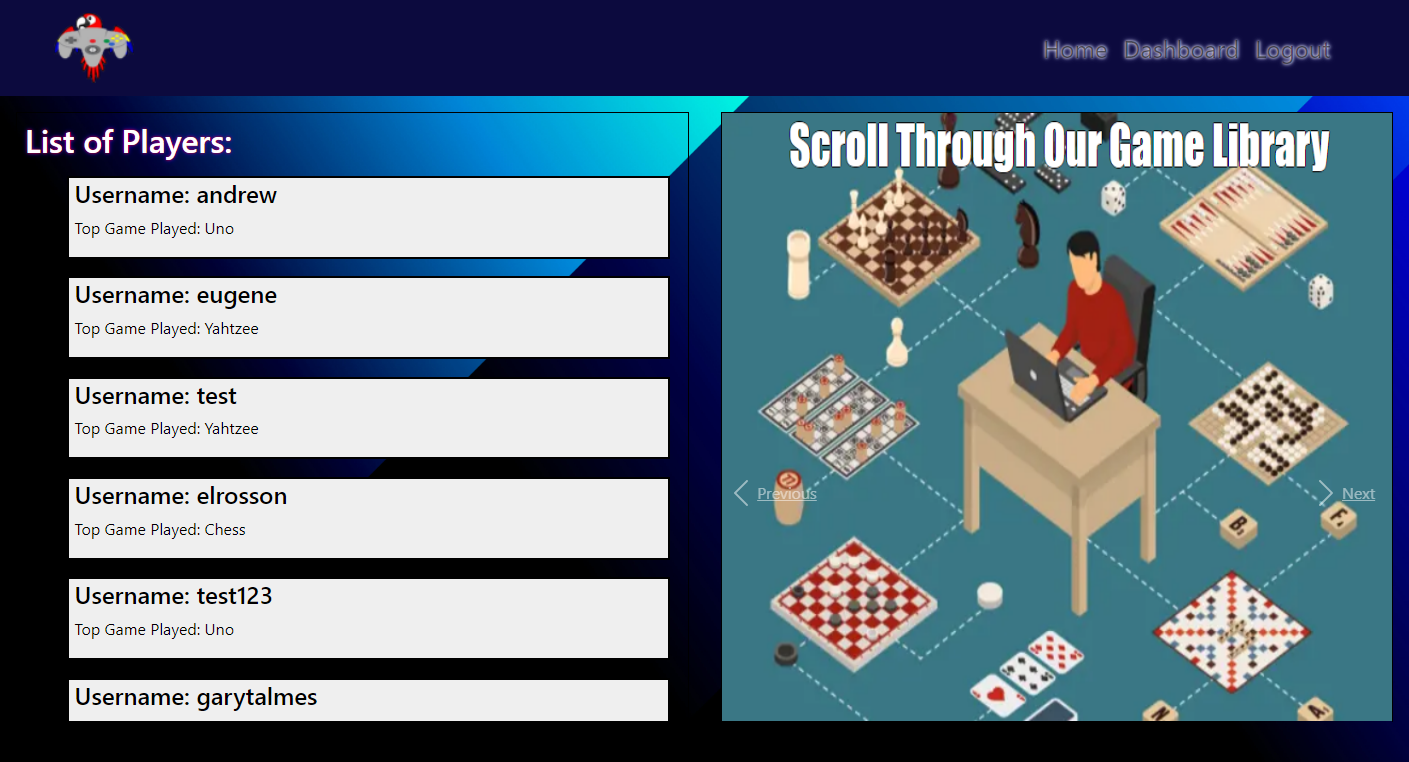 Home Dashboard Logout
List of Players:
Username: andrew
Top Game Played: Uno
Username: eugene
Top Game Played: Yahtzee
Username: test
Top Game Played: Yahtzee
Username: elrosson
Top Game Played: Chess
Username: test123
Top Game Played: Uno
Username: garytalmes
Scroll Through Our Game Library
Previous
Next
B
E
N
A